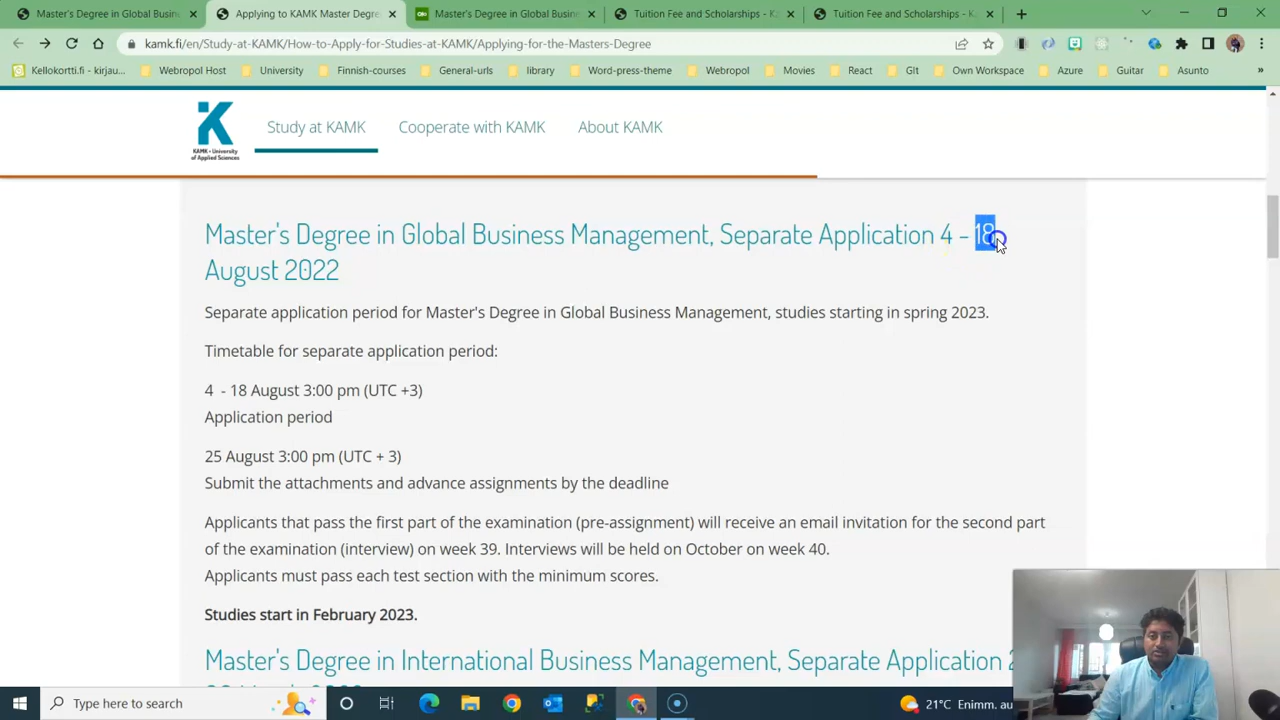 Master's Degree in Global Busine
Applying to KAMK Master Degre
Master's Degree in Global Busin
Tuition Fee and Scholarships - Ka
Tuition Fee and Scholarships - K
kamk.fi/en/Study-at-KAMK/How-to-Apply-for-Studies-at-KAMK/Applying-for-the-Masters-Degree
Kellokortti.fi - kirjau... Webropol Host University Finnish-courses General-urls library Word-press-theme Webropol Movies React GIt Own Workspace Azure Guitar Asunto »
KAMK • University
of Applied Sciences
Study at KAMK Cooperate with KAMK About KAMK
Master's Degree in Global Business Management, Separate Application 4 - 18
August 2022
Separate application period for Master's Degree in Global Business Management, studies starting in spring 2023.
Timetable for separate application period:
4 - 18 August 3:00 pm (UTC +3)
Application period
25 August 3:00 pm (UTC + 3)
Submit the attachments and advance assignments by the deadline
Applicants that pass the first part of the examination (pre-assignment) will receive an email invitation for the second part
of the examination (interview) on week 39. Interviews will be held on October on week 40.
Applicants must pass each test section with the minimum scores.
Studies start in February 2023.
Master's Degree in International Business Management, Separate Application
Type here to search
21°C Enimm. au